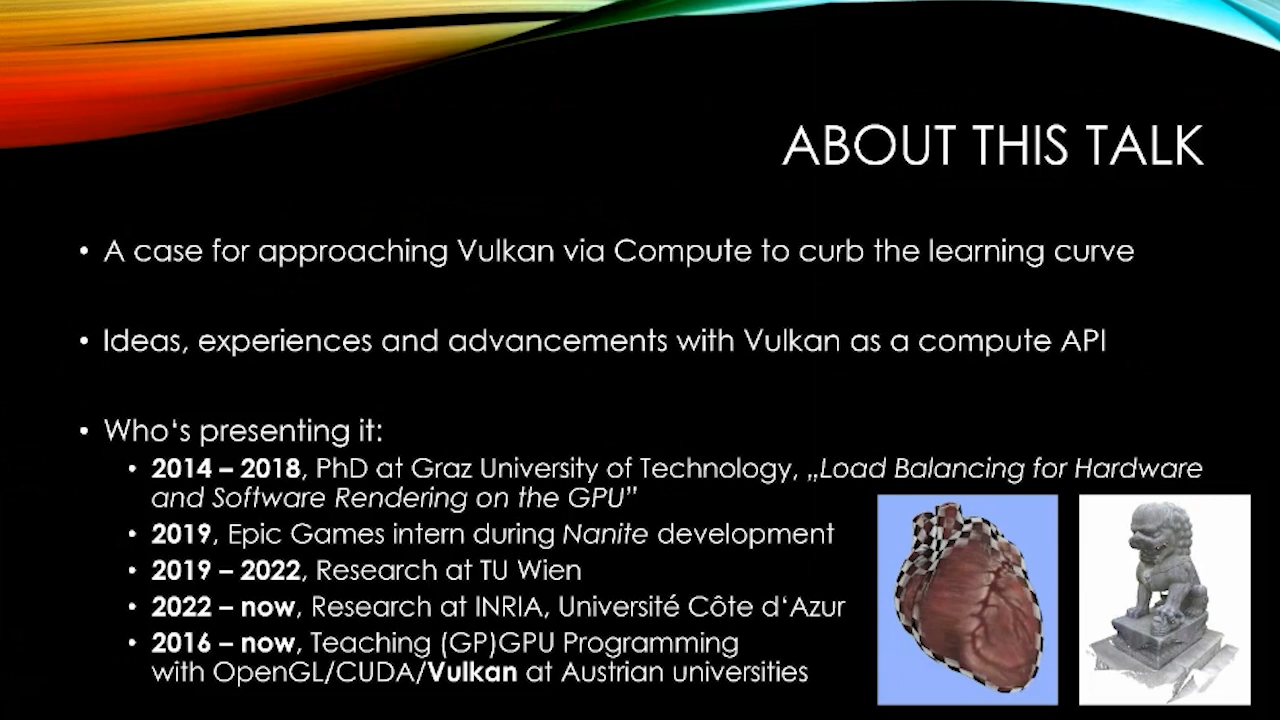 ABOUT THIS TALK
• A case for approaching Vulkan via Compute to curb the learning curve
• Ideas, experiences and advancements with Vulkan as a compute API
• Who‘s presenting it:
• 2014 – 2018, PhD at Graz University of Technology, „Load Balancing for Hardware
and Software Rendering on the GPU”
• 2019, Epic Games intern during Nanite development
• 2019 – 2022, Research at TU Wien
• 2022 – now, Research at INRIA, Université Côte d‘Azur
• 2016 – now, Teaching (GP)GPU Programming
with OpenGL/CUDA/Vulkan at Austrian universities